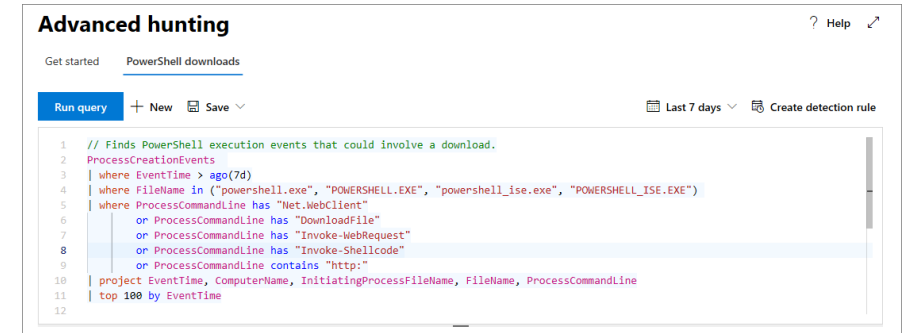 Advanced hunting
? Help
Get started PowerShell downloads
Run query + New Save Last 7 days Create detection rule
1 // Finds PowerShell execution events that could involve a download.
2 ProcessCreationEvents
3 | where EventTime > ago(7d)
4 | where FileName in ("powershell.exe", "POWERSHELL.EXE", "powershell_ise.exe", "POWERSHELL_ISE.EXE")
5 | where ProcessCommandLine has "Net.WebClient"
6 or ProcessCommandLine has "DownloadFile"
7 or ProcessCommandLine has "Invoke-WebRequest"
8 or ProcessCommandLine has "Invoke-Shellcode"
9 or ProcessCommandLine contains "http:"
10 | project EventTime, ComputerName, InitiatingProcessFileName, FileName, ProcessCommandLine
11 | top 100 by EventTime
12